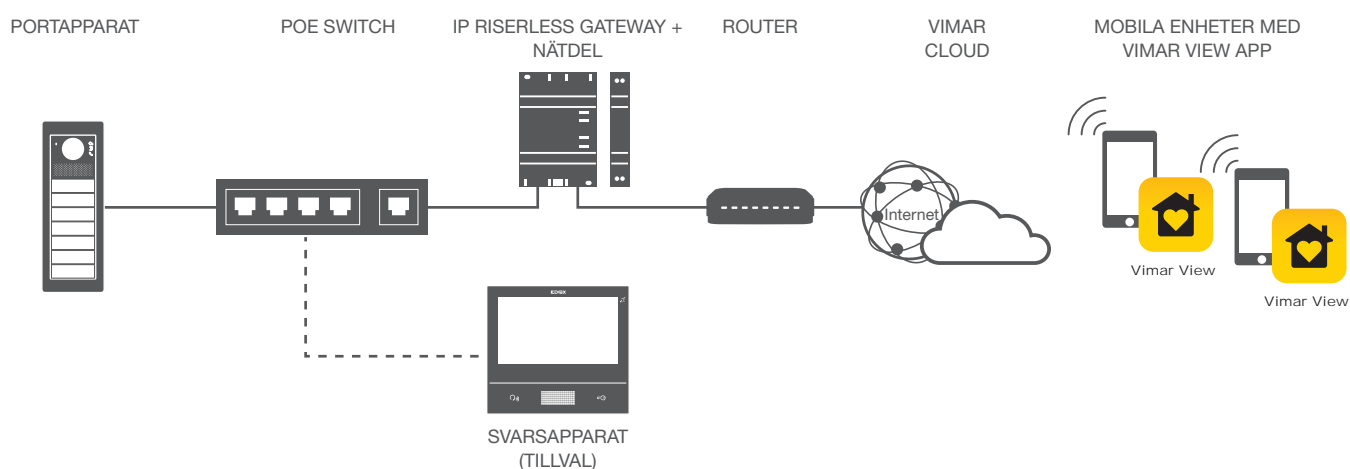 PORTAPPARAT
POE SWITCH
IP RISERLESS GATEWAY +
NÄTDEL
ROUTER
VIMAR
CLOUD
MOBILA ENHETER MED
VIMAR VIEW APP
Internet
Vimar View
Vimar View
SVARSAPPARAT
(TILLVAL)